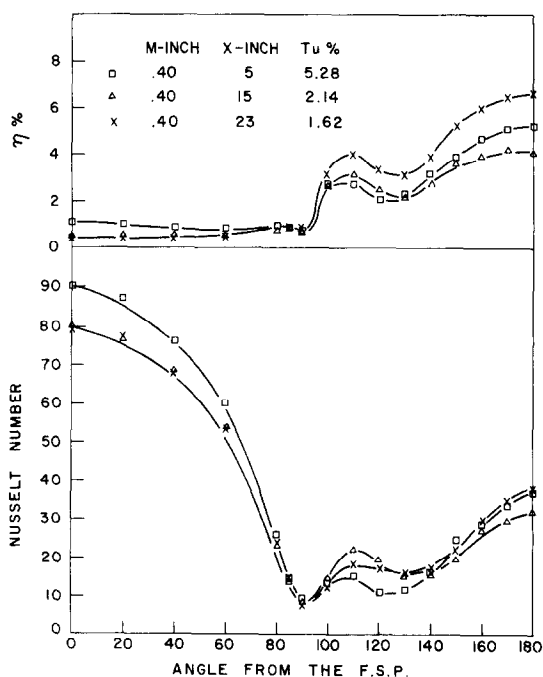 8
6
4
2
0
η %
M-INCH X-INCH Tu %
□ .40 5 5.28
△ .40 15 2.14
× .40 23 1.62
90
80
70
60
50
40
30
20
10
0
NUSSELT NUMBER
0 20 40 60 80 100 120 140 160 180
ANGLE FROM THE F.S.P.